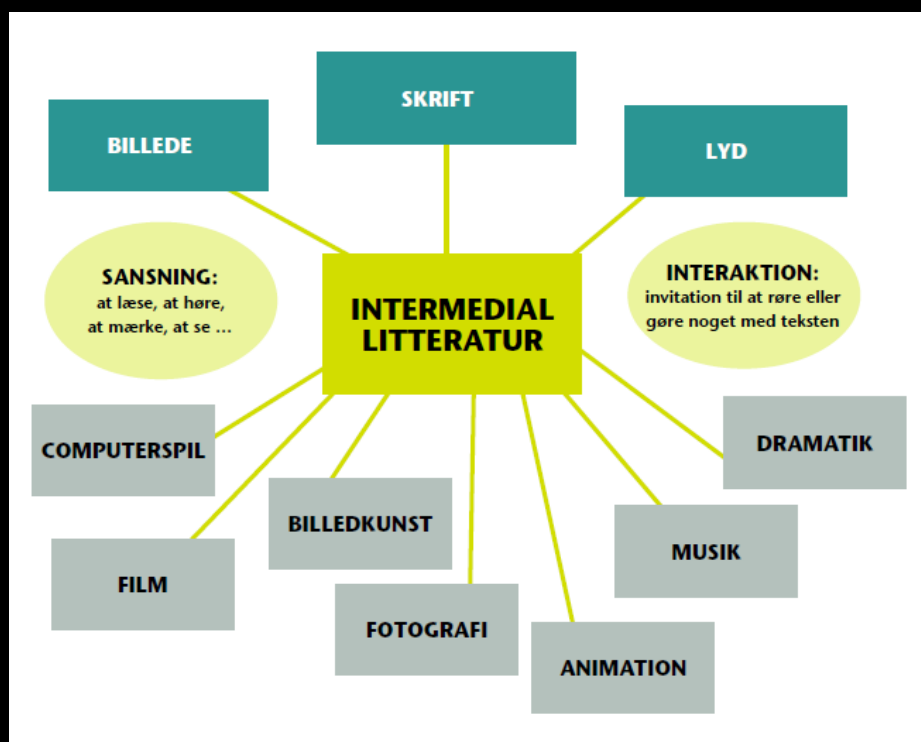 SKRIFT
BILLEDE
LYD
SANSNING:
at læse, at høre,
at mærke, at se ...
INTERMEDIAL
LITTERATUR
INTERAKTION:
invitation til at røre eller
gøre noget med teksten
COMPUTERSPIL
DRAMATIK
BILLEDKUNST
MUSIK
FILM
FOTOGRAFI
ANIMATION